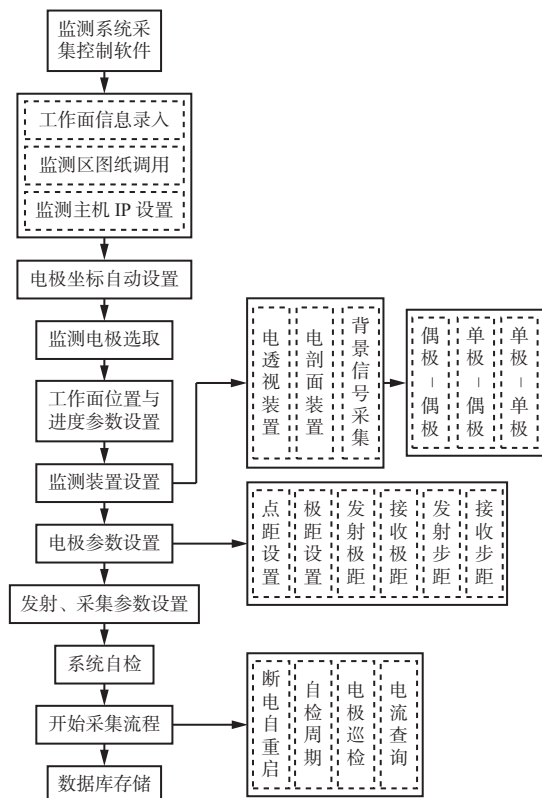 监测系统采
集控制软件
工作面信息录入
监测区图纸调用
监测主机 IP 设置
电极坐标自动设置
监测电极选取
工作面位置与
进度参数设置
监测装置设置
电透视装置
电剖面装置
背景信号采集
偶极－偶极
单极－偶极
单极－单极
电极参数设置
点距设置
极距设置
发射极距
接收极距
发射步距
接收步距
发射、采集参数设置
系统自检
开始采集流程
断电自重启
自检周期
电极巡检
电流查询
数据库存储